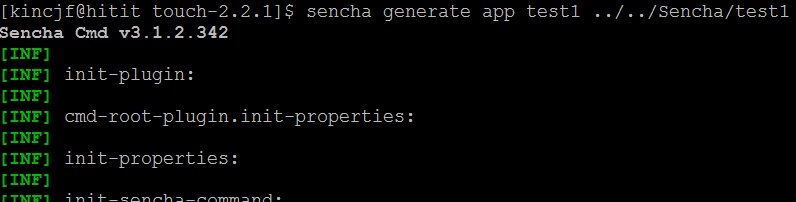 [kincjf@hitit touch-2.2.1]$ sencha generate app test1 ../../Sencha/test1
Sencha Cmd v3.1.2.342
[INF]
[INF] init-plugin:
[INF]
[INF] cmd-root-plugin.init-properties:
[INF]
[INF] init-properties:
[INF]
[INF] init-sencha-command: